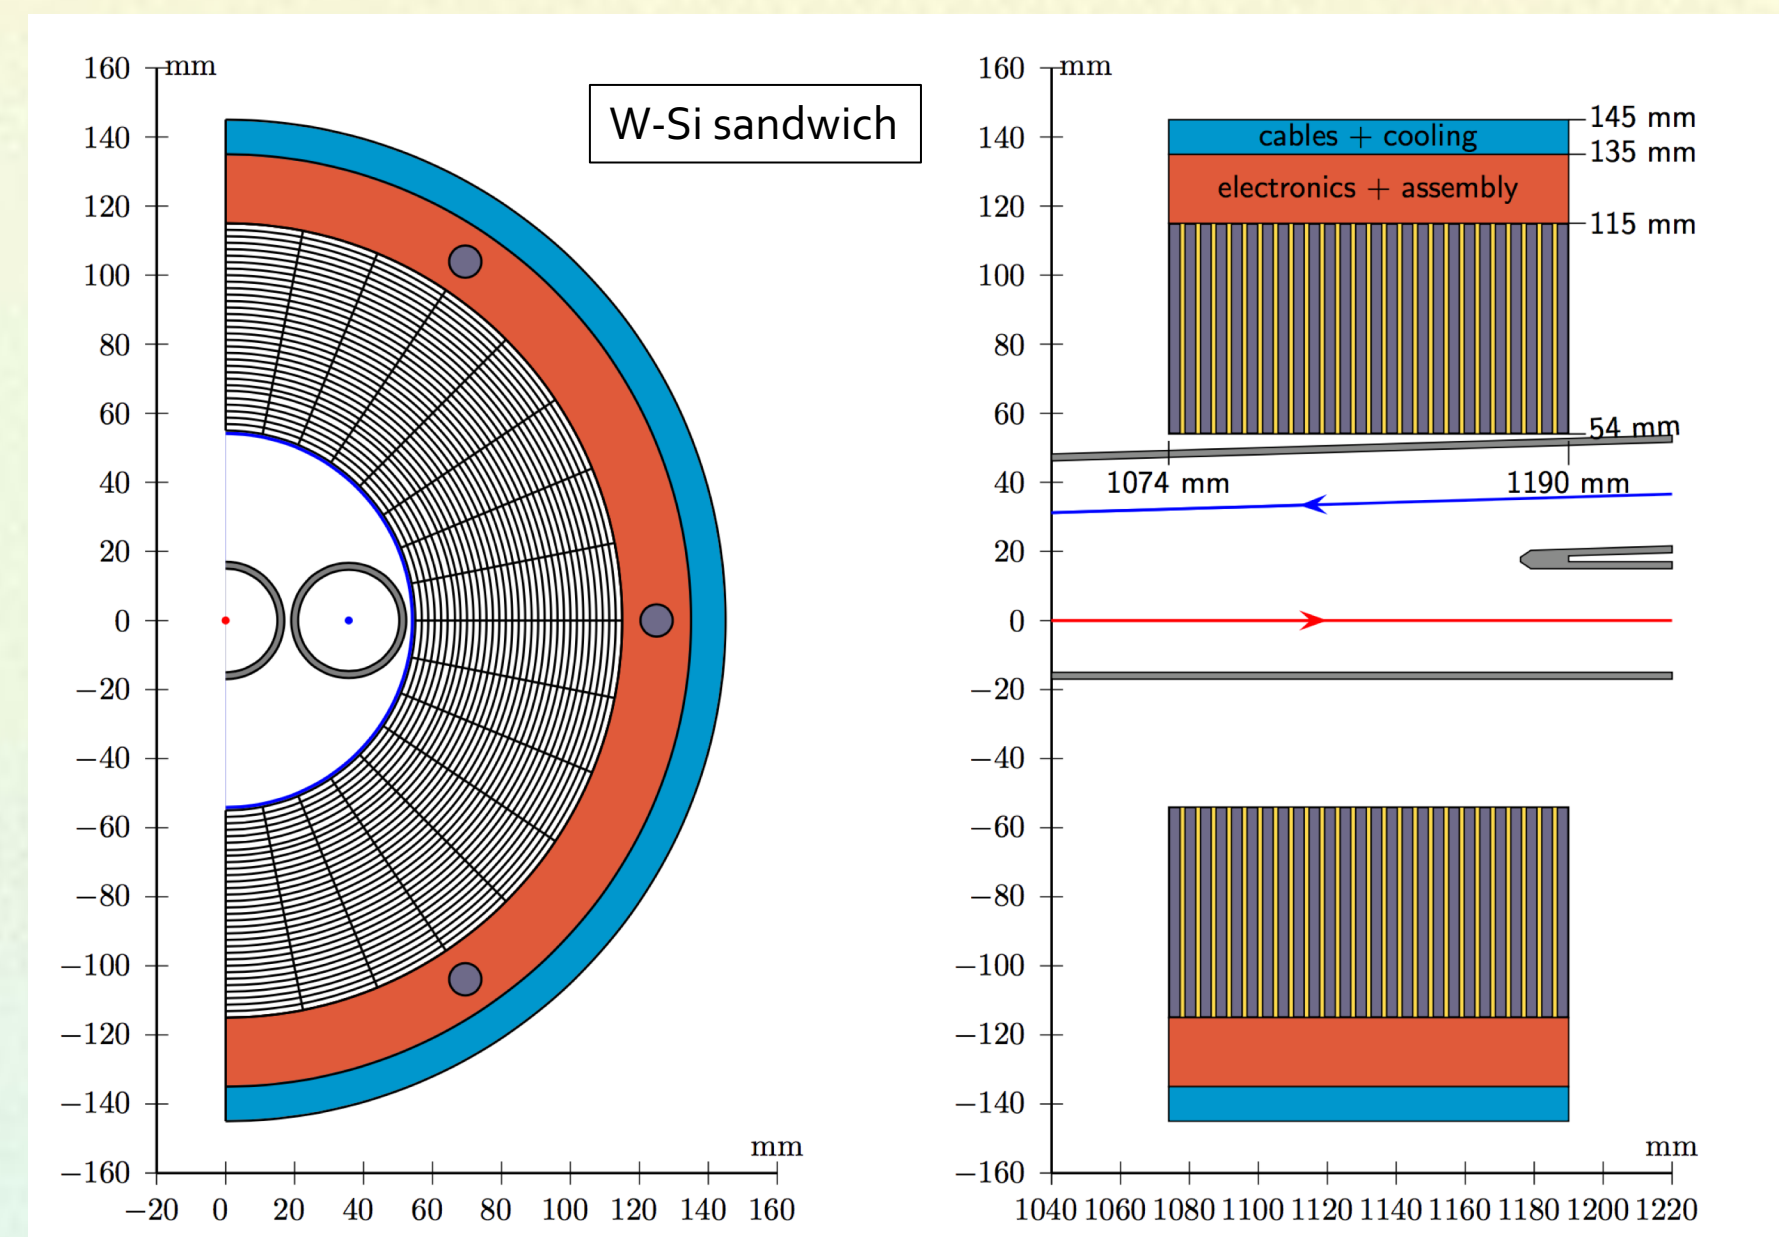 W-Si sandwich
mm
160
140
120
100
80
60
40
20
0
−20
−40
−60
−80
−100
−120
−140
−160
mm
−20 0 20 40 60 80 100 120 140 160
mm
160
140
120
100
80
60
40
20
0
−20
−40
−60
−80
−100
−120
−140
−160
cables + cooling
electronics + assembly
145 mm
135 mm
115 mm
54 mm
1074 mm
1190 mm
mm
1040 1060 1080 1100 1120 1140 1160 1180 1200 1220